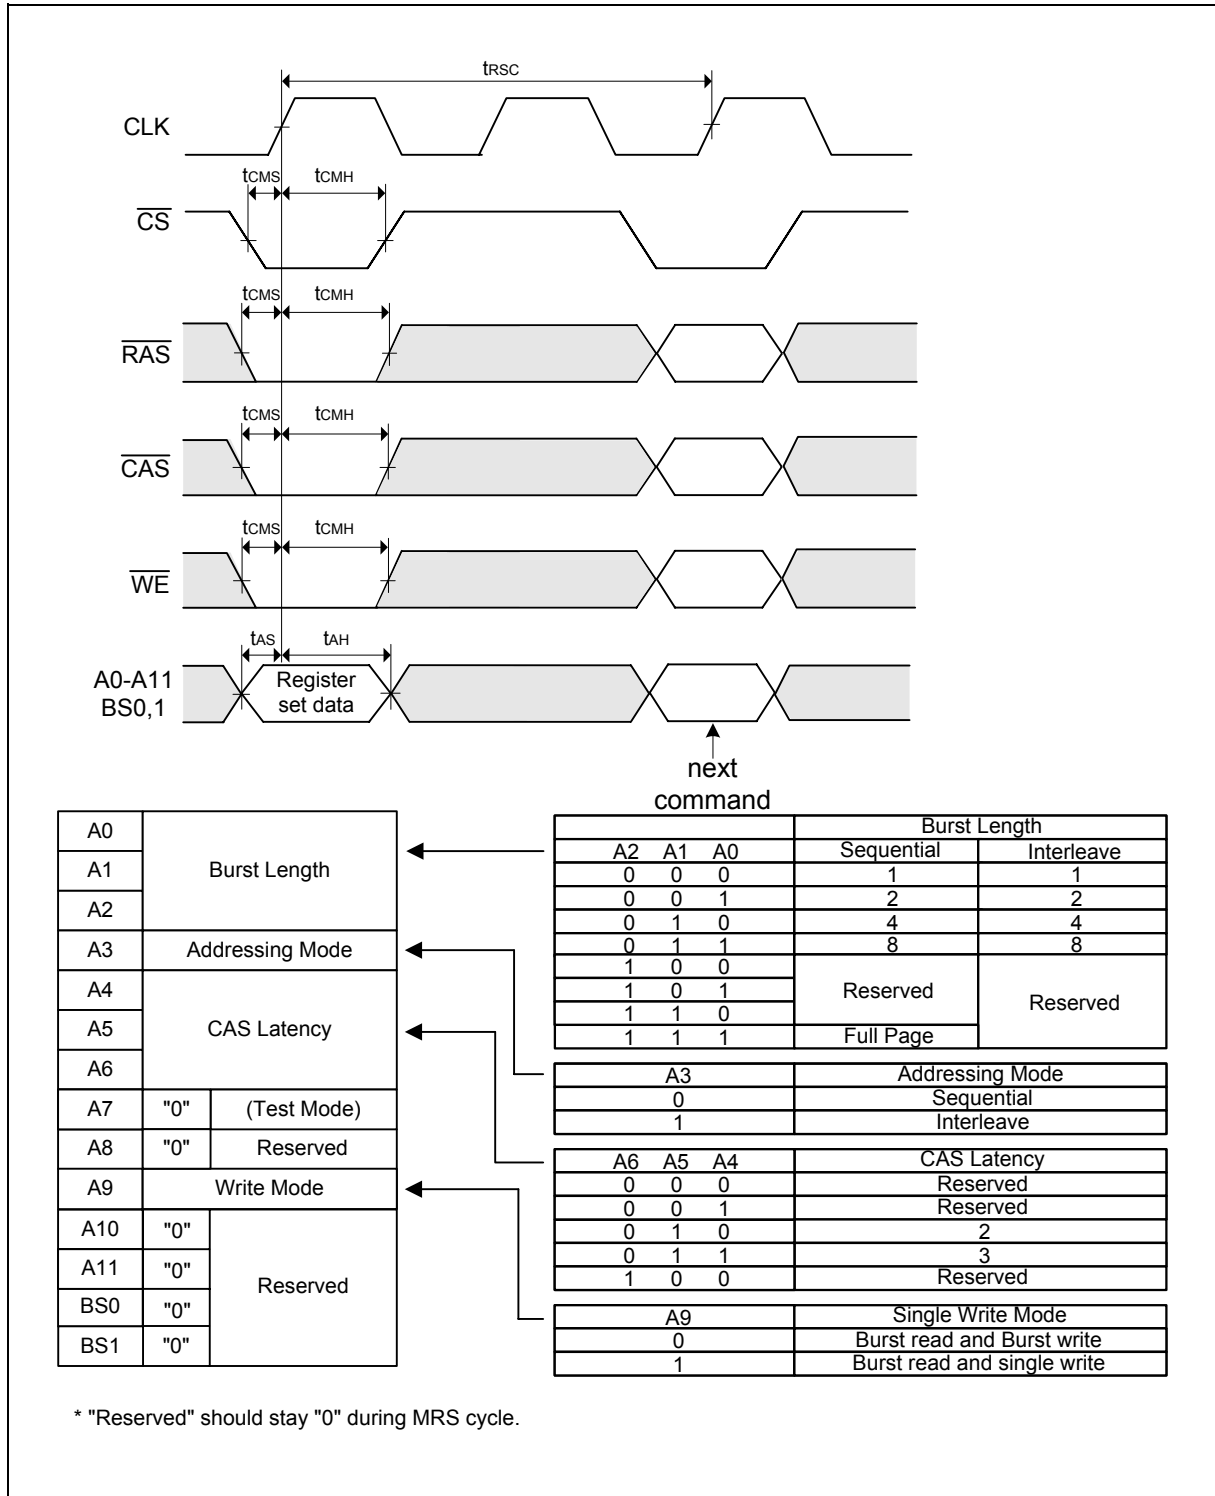 tRSC
CLK
tCMS tCMH
CS
tCMS tCMH
RAS
tCMS tCMH
CAS
tCMS tCMH
WE
tAS tAH
A0-A11
BS0,1
Register
set data
next
command
A0
A1
A2
Burst Length
A3 Addressing Mode
A4
A5
A6
CAS Latency
A7 "0" (Test Mode)
A8 "0" Reserved
A9 Write Mode
A10 "0"
A11 "0"
BS0 "0"
BS1 "0"
Reserved
Burst Length
A2 A1 A0 Sequential Interleave
0 0 0 1 1
0 0 1 2 2
0 1 0 4 4
0 1 1 8 8
1 0 0
1 0 1 Reserved Reserved
1 1 0
1 1 1 Full Page
A3 Addressing Mode
0 Sequential
1 Interleave
A6 A5 A4 CAS Latency
0 0 0 Reserved
0 0 1 Reserved
0 1 0 2
0 1 1 3
1 0 0 Reserved
A9 Single Write Mode
0 Burst read and Burst write
1 Burst read and single write
* "Reserved" should stay "0" during MRS cycle.